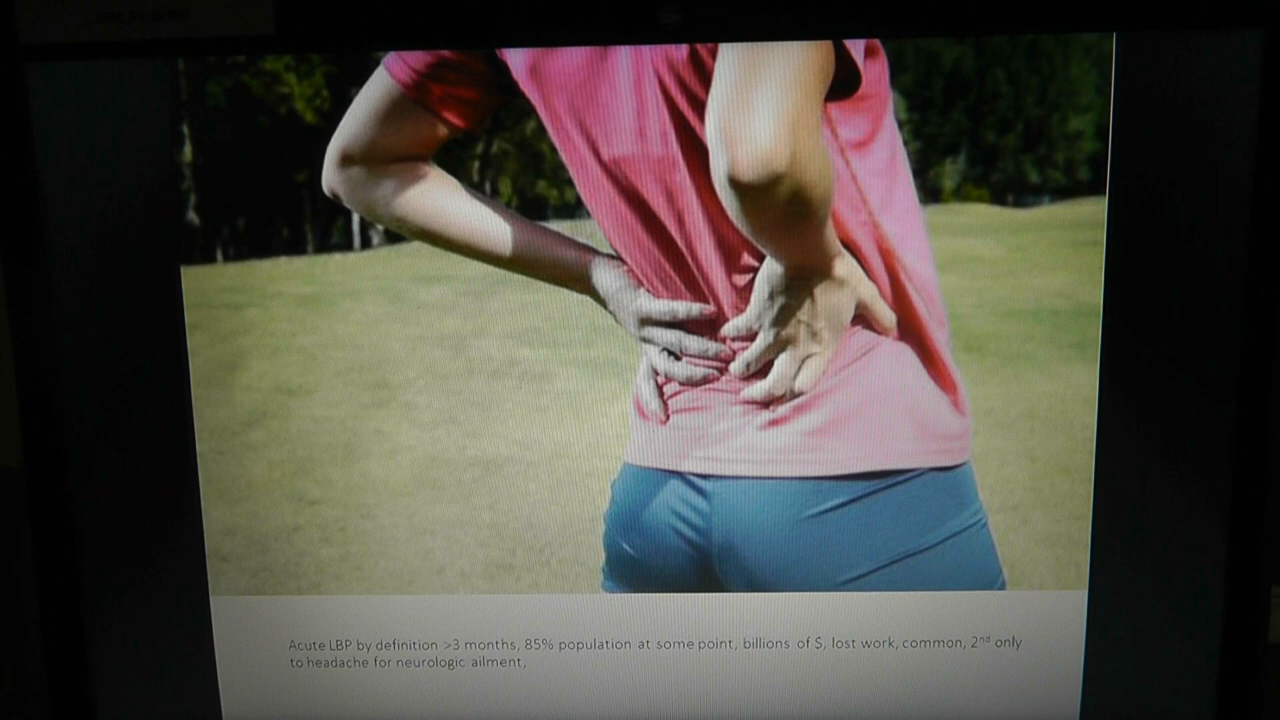 Acute LBP by definition >3 months, 85% population at some point, billions of $, lost work, common, 2nd only
to headache for neurologic ailment,